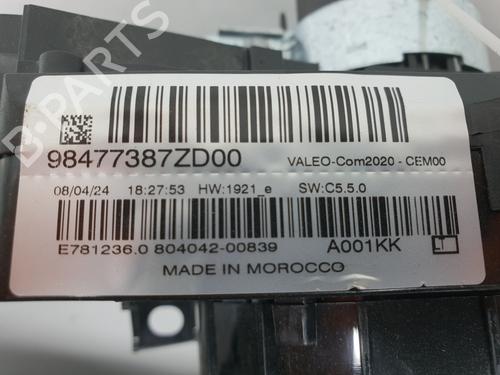 B-PARTS
98477387ZD00 VALEO-Com2020 - CEM00
08/04/24 18:27:53 HW:1921_e SW:C5.5.0
E781236.0 804042-00839 A001KK
MADE IN MOROCCO